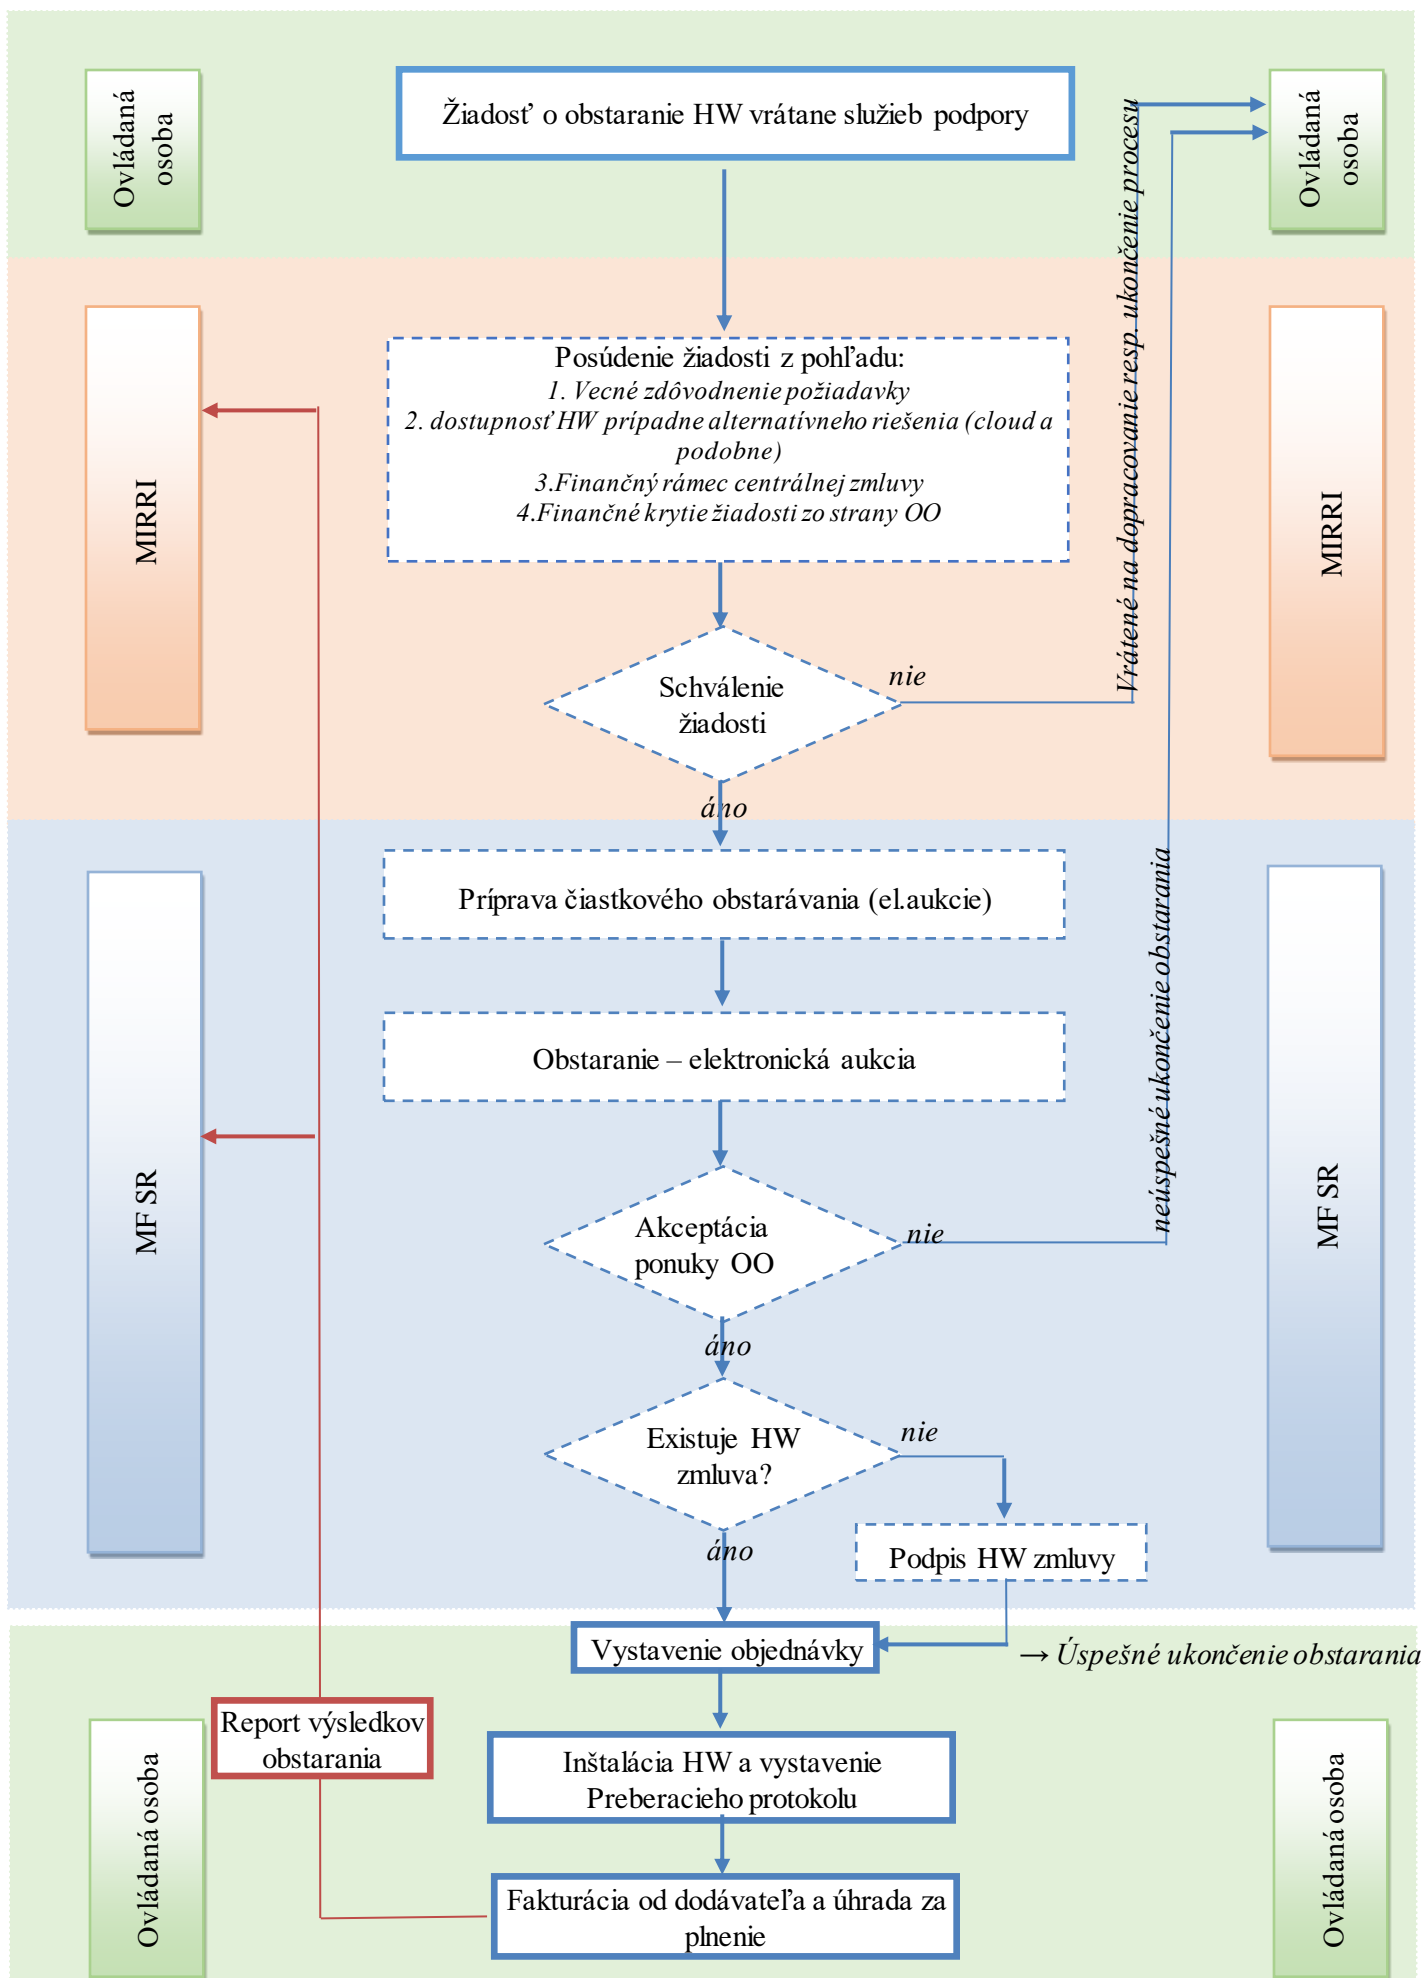 Ovládaná
osoba
Žiadosť o obstaranie HW vrátane služieb podpory
Ovládaná
osoba
Vrátené na dopracovanie resp. ukončenie procesu
MIRRI
Posúdenie žiadosti z pohľadu:
1. Vecné zdôvodnenie požiadavky
2. dostupnosť HW prípadne alternatívneho riešenia (cloud a
podobne)
3.Finančný rámec centrálnej zmluvy
4.Finančné krytie žiadosti zo strany OO
MIRRI
Schválenie
žiadosti
nie
áno
MF SR
Príprava čiastkového obstarávania (el.aukcie)
neúspešné ukončenie obstarania
MF SR
Obstaranie – elektronická aukcia
Akceptácia
ponuky OO
nie
áno
Existuje HW
zmluva?
nie
áno
Podpis HW zmluvy
Vystavenie objednávky
→ Úspešné ukončenie obstarania
Ovládaná osoba
Report výsledkov
obstarania
Inštalácia HW a vystavenie
Preberacieho protokolu
Ovládaná osoba
Fakturácia od dodávateľa a úhrada za
plnenie